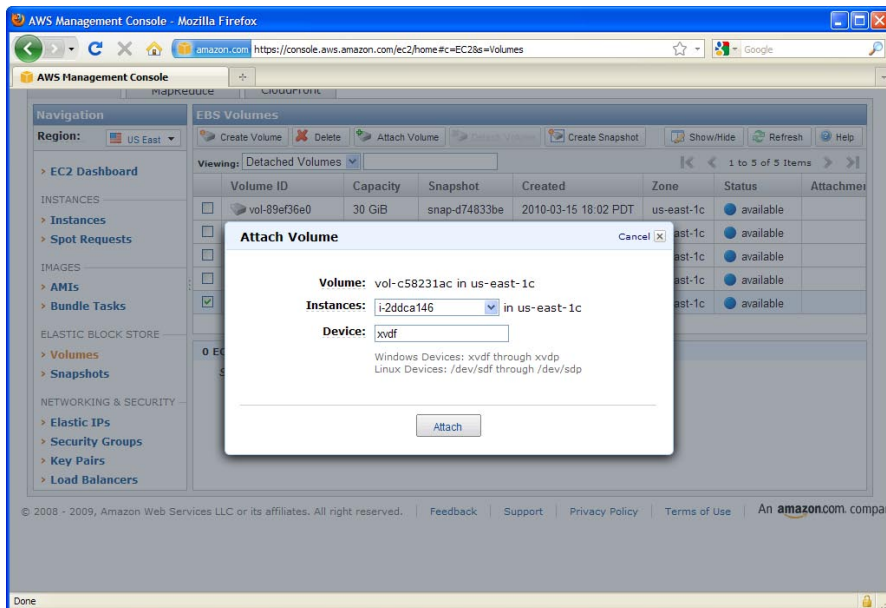 AWS Management Console - Mozilla Firefox
amazon.com https://console.aws.amazon.com/ec2/home#c=EC2&s=Volumes
Google
AWS Management Console
MapReduce CloudFront
Navigation
EBS Volumes
Region: US East
Create Volume Delete Attach Volume Detach Volume Create Snapshot Show/Hide Refresh Help
Viewing: Detached Volumes 1 to 5 of 5 Items
> EC2 Dashboard
Volume ID Capacity Snapshot Created Zone Status
INSTANCES
vol-89ef36e0 30 GiB snap-d74833be 2010-03-15 18:02 PDT us-east-1c available
> Instances
ast-1c available
> Spot Requests
ast-1c available
IMAGES
ast-1c available
> AMIs
ast-1c available
> Bundle Tasks
Attach Volume Cancel
Volume: vol-c58231ac in us-east-1c
Instances: i-2ddca146 in us-east-1c
Device: xvdf
Windows Devices: xvdf through xvdp
Linux Devices: /dev/sdf through /dev/sdp
Attach
ELASTIC BLOCK STORE
> Volumes
> Snapshots
0 EC
NETWORKING & SECURITY
> Elastic IPs
> Security Groups
> Key Pairs
> Load Balancers
© 2008 - 2009, Amazon Web Services LLC or its affiliates. All right reserved. Feedback Support Privacy Policy Terms of Use An amazon.com. compa
Done